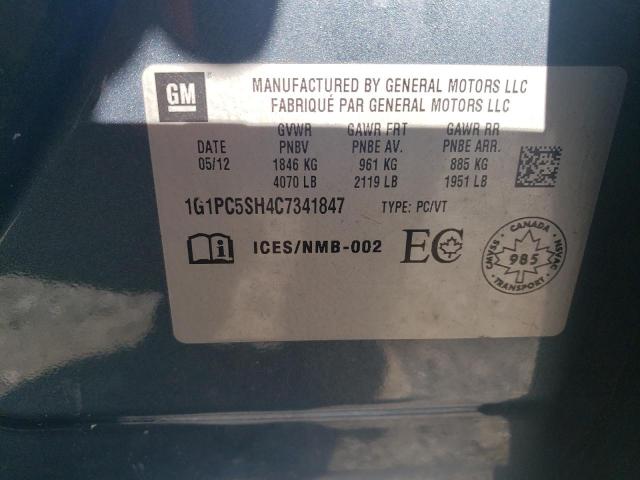 GM
MANUFACTURED BY GENERAL MOTORS LLC
FABRIQUÉ PAR GENERAL MOTORS LLC
GVWR GAWR FRT GAWR RR
DATE PNBV PNBE AV. PNBE ARR.
05/12 1846 KG 961 KG 885 KG
4070 LB 2119 LB 1951 LB
1G1PC5SH4C7341847 TYPE: PC/VT
i ICES/NMB-002 EC
CANADA
CMVSS 985 NSVAC
TRANSPORT